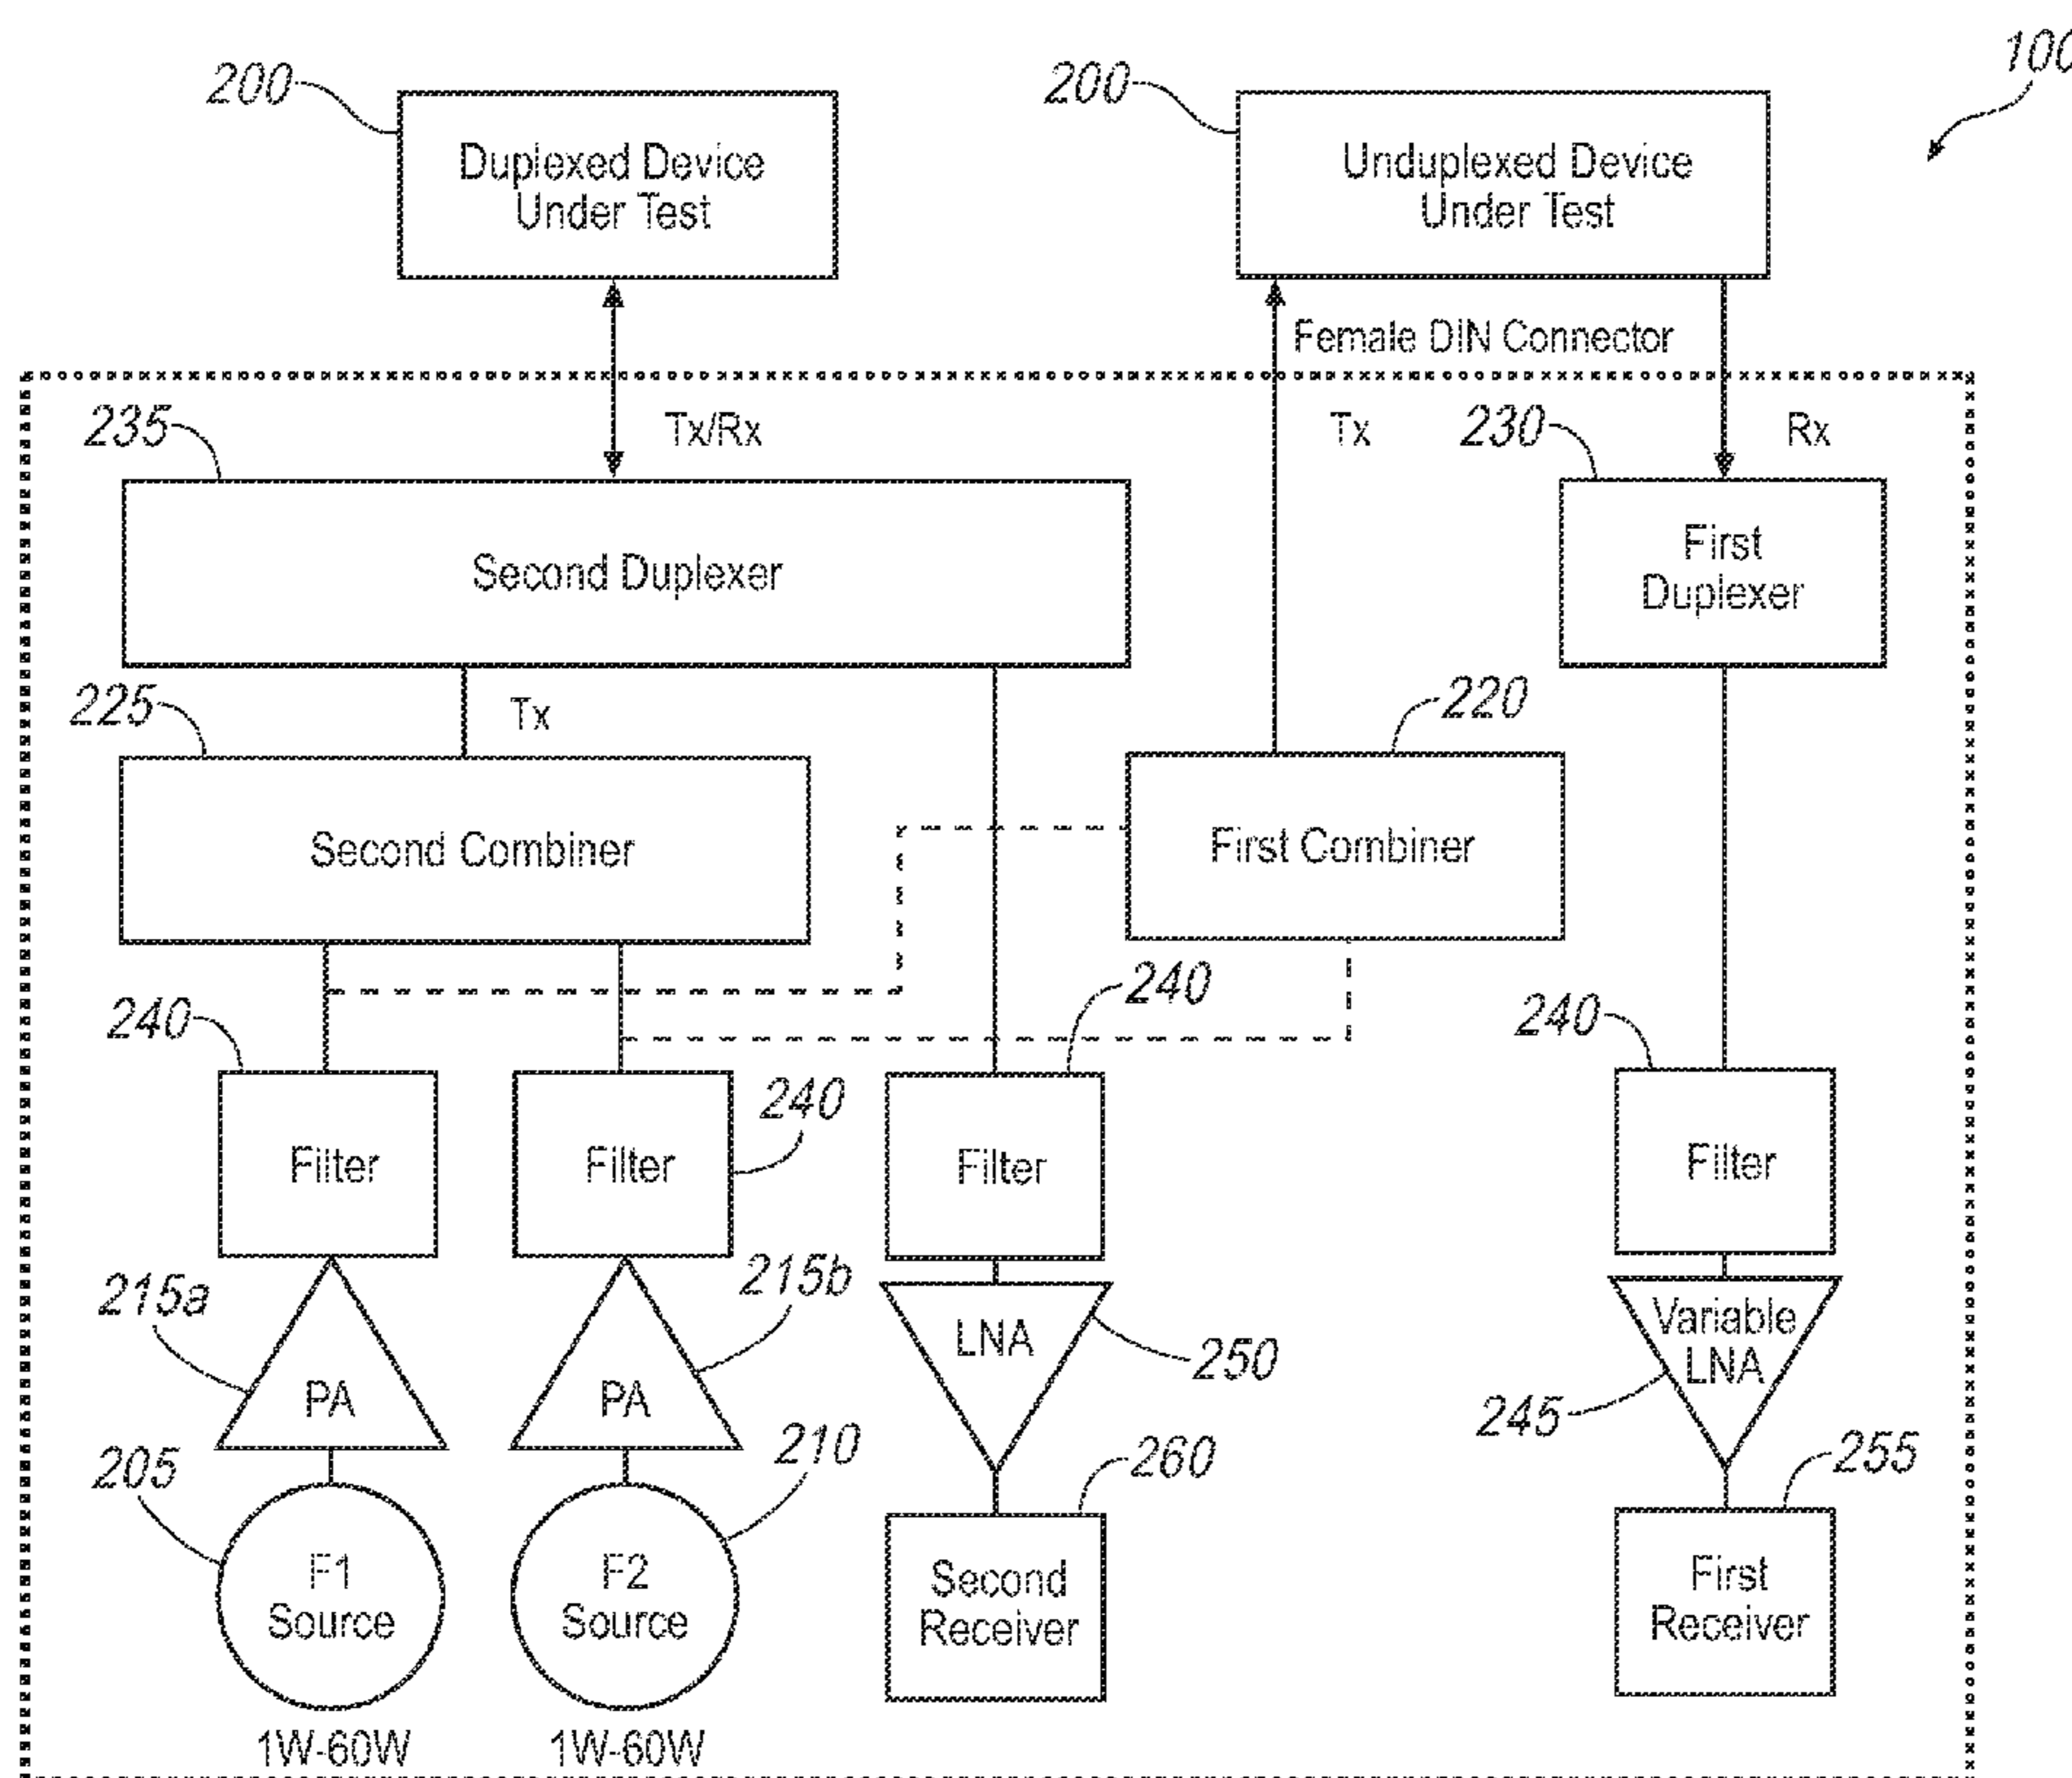 100
200
200
Duplexed Device
Under Test
Unduplexed Device
Under Test
Female DIN Connector
235
Tx/Rx
Tx
230
Rx
Second Duplexer
First
Duplexer
225
Tx
220
Second Combiner
First Combiner
240
240
240
240
Filter
Filter
Filter
Filter
215a
215b
PA
PA
LNA
250
Variable
LNA
245
205
210
260
255
F1
Source
F2
Source
Second
Receiver
First
Receiver
1W-60W
1W-60W